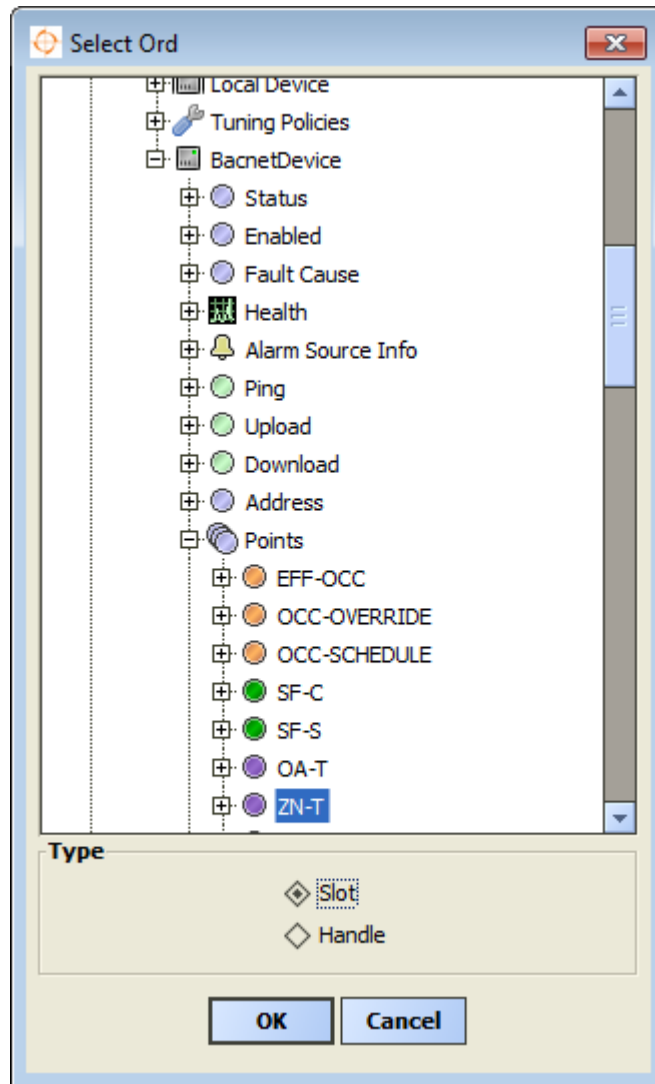 Select Ord
Local Device
Tuning Policies
BacnetDevice
Status
Enabled
Fault Cause
Health
Alarm Source Info
Ping
Upload
Download
Address
Points
EFF-OCC
OCC-OVERRIDE
OCC-SCHEDULE
SF-C
SF-S
OA-T
ZN-T
Type
Slot
Handle
OK Cancel